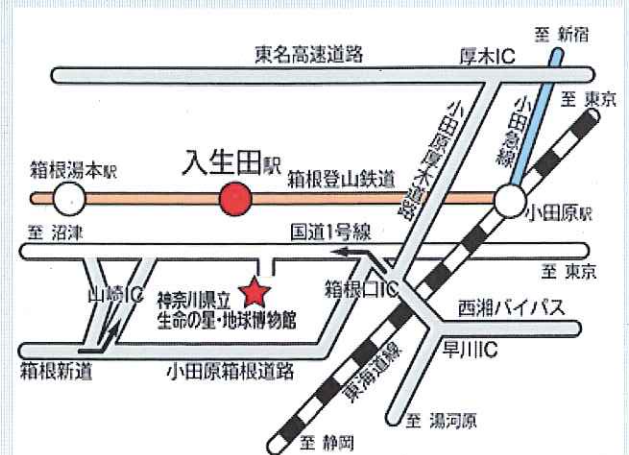 至 新宿
東名高速道路
厚木IC
至 東京
小田原厚木道路
小田急線
箱根湯本駅
入生田駅
箱根登山鉄道
小田原駅
至 沼津
国道1号線
至 東京
山崎IC
神奈川県立
生命の星・地球博物館
箱根口IC
西湘バイパス
早川IC
箱根新道
小田原箱根道路
東海道線
至 湯河原
至 静岡